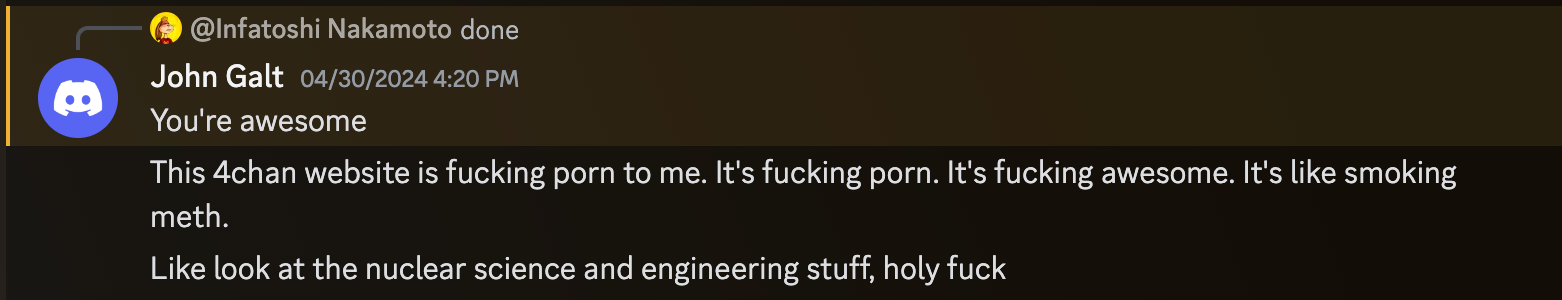 @Infatoshi Nakamoto done
John Galt 04/30/2024 4:20 PM
You're awesome
This 4chan website is fucking porn to me. It's fucking porn. It's fucking awesome. It's like smoking
meth.
Like look at the nuclear science and engineering stuff, holy fuck